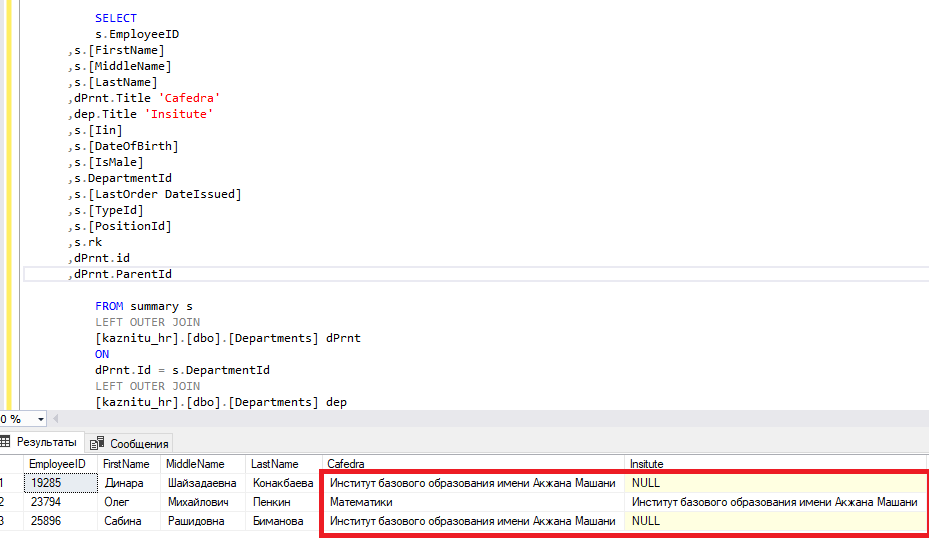 SELECT
s.EmployeeID
,s.[FirstName]
,s.[MiddleName]
,s.[LastName]
,dPrnt.Title 'Cafedra'
,dep.Title 'Insitute'
,s.[Iin]
,s.[DateOfBirth]
,s.[IsMale]
,s.DepartmentId
,s.[LastOrder DateIssued]
,s.[TypeId]
,s.[PositionId]
,s.rk
,dPrnt.id
,dPrnt.ParentId
FROM summary s
LEFT OUTER JOIN
[kaznitu_hr].[dbo].[Departments] dPrnt
ON
dPrnt.Id = s.DepartmentId
LEFT OUTER JOIN
[kaznitu_hr].[dbo].[Departments] dep
0 %
Результаты Сообщения
EmployeeID FirstName MiddleName LastName Cafedra Insitute
1 19285 Динара Шайзадаевна Конакбаева Институт базового образования имени Акжана Машани NULL
2 23794 Олег Михайлович Пенкин Математики Институт базового образования имени Акжана Машани
3 25896 Сабина Рашидовна Биманова Институт базового образования имени Акжана Машани NULL